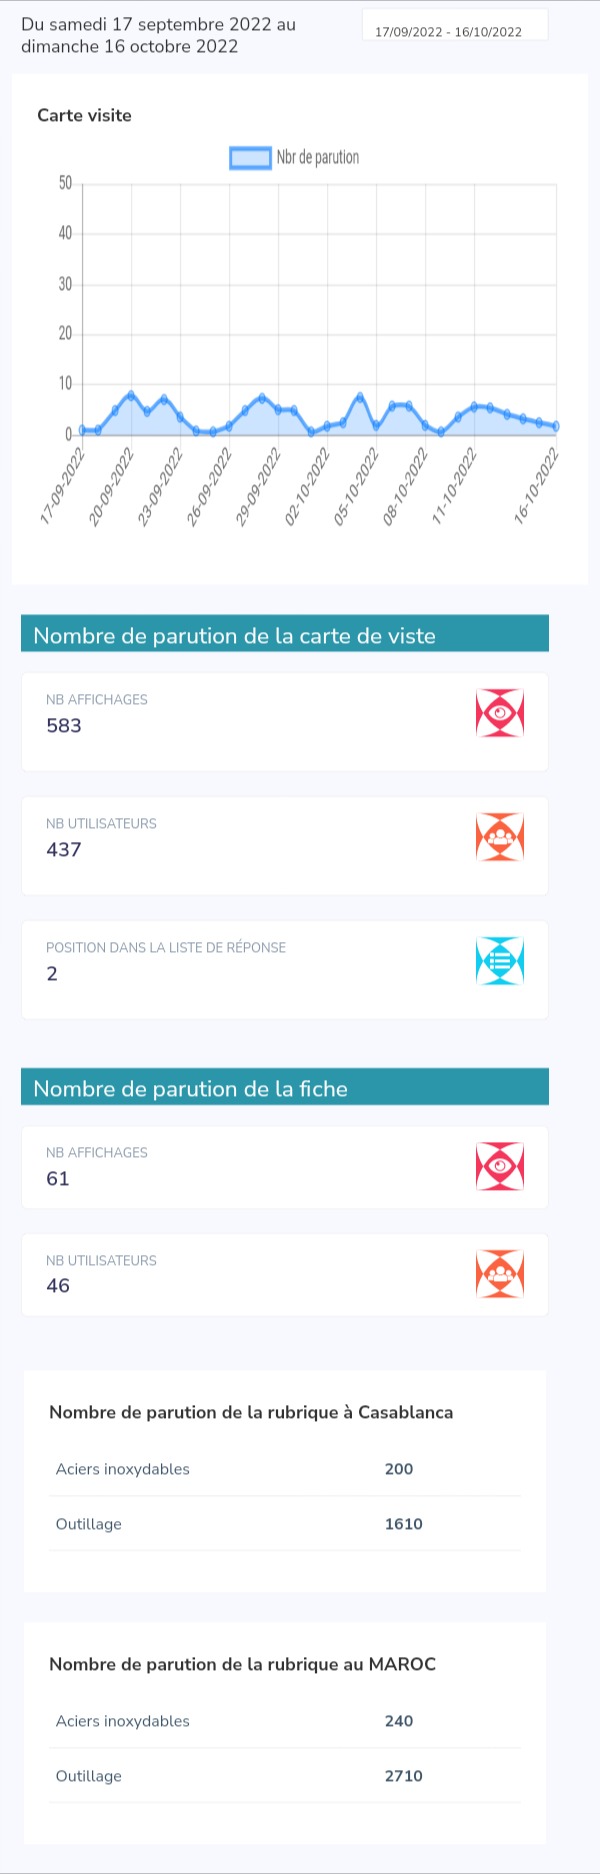 Du samedi 17 septembre 2022 au
dimanche 16 octobre 2022
17/09/2022 - 16/10/2022
Carte visite
Nbr de parution
50
40
30
20
10
0
17-09-2022
20-09-2022
23-09-2022
26-09-2022
29-09-2022
02-10-2022
05-10-2022
08-10-2022
11-10-2022
16-10-2022
Nombre de parution de la carte de viste
NB AFFICHAGES
583
NB UTILISATEURS
437
POSITION DANS LA LISTE DE RÉPONSE
2
Nombre de parution de la fiche
NB AFFICHAGES
61
NB UTILISATEURS
46
Nombre de parution de la rubrique à Casablanca
Aciers inoxydables 200
Outillage 1610
Nombre de parution de la rubrique au MAROC
Aciers inoxydables 240
Outillage 2710